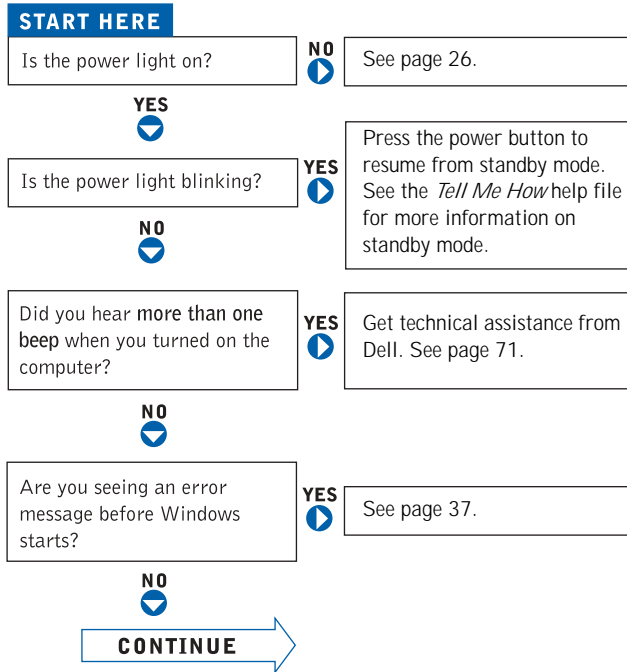 START HERE
Is the power light on?
NO
See page 26.
YES
Is the power light blinking?
YES
Press the power button to
resume from standby mode.
See the Tell Me How help file
for more information on
standby mode.
NO
Did you hear more than one
beep when you turned on the
computer?
YES
Get technical assistance from
Dell. See page 71.
NO
Are you seeing an error
message before Windows
starts?
YES
See page 37.
NO
CONTINUE